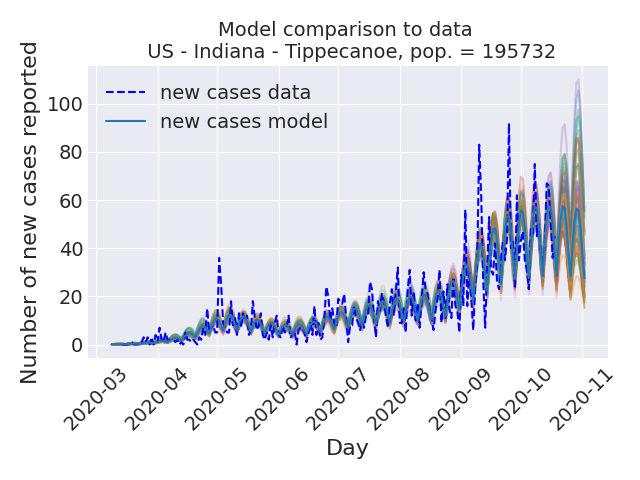 Model comparison to data
US - Indiana - Tippecanoe, pop. = 195732
Number of new cases reported
100
80
60
40
20
0
new cases data
new cases model
2020-03
2020-04
2020-05
2020-06
2020-07
2020-08
2020-09
2020-10
2020-11
Day